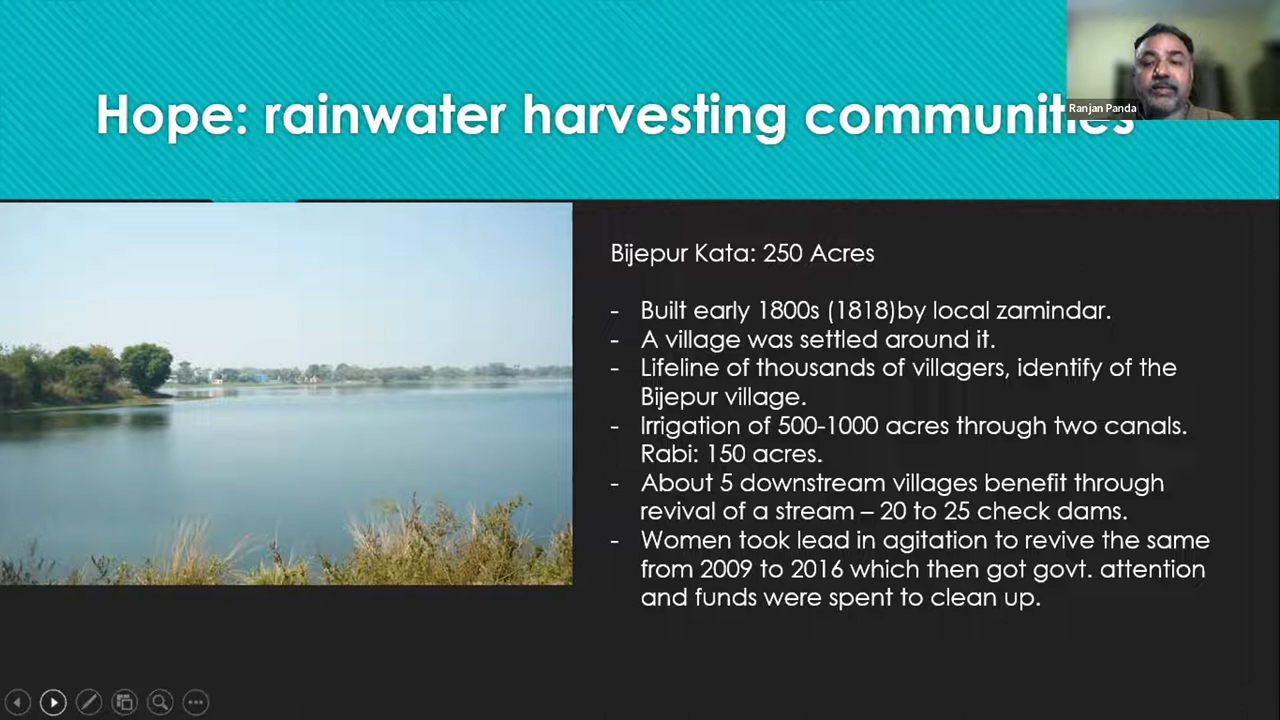 Hope: rainwater harvesting communities
Ranjan Panda
Bijepur Kata: 250 Acres
- Built early 1800s (1818)by local zamindar.
- A village was settled around it.
- Lifeline of thousands of villagers, identify of the
Bijepur village.
- Irrigation of 500-1000 acres through two canals.
Rabi: 150 acres.
- About 5 downstream villages benefit through
revival of a stream – 20 to 25 check dams.
- Women took lead in agitation to revive the same
from 2009 to 2016 which then got govt. attention
and funds were spent to clean up.